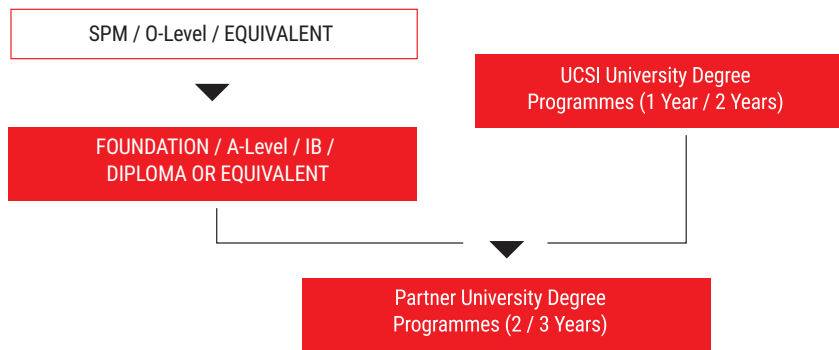 SPM / O-Level / EQUIVALENT
FOUNDATION / A-Level / IB /
DIPLOMA OR EQUIVALENT
UCSI University Degree
Programmes (1 Year / 2 Years)
Partner University Degree
Programmes (2 / 3 Years)